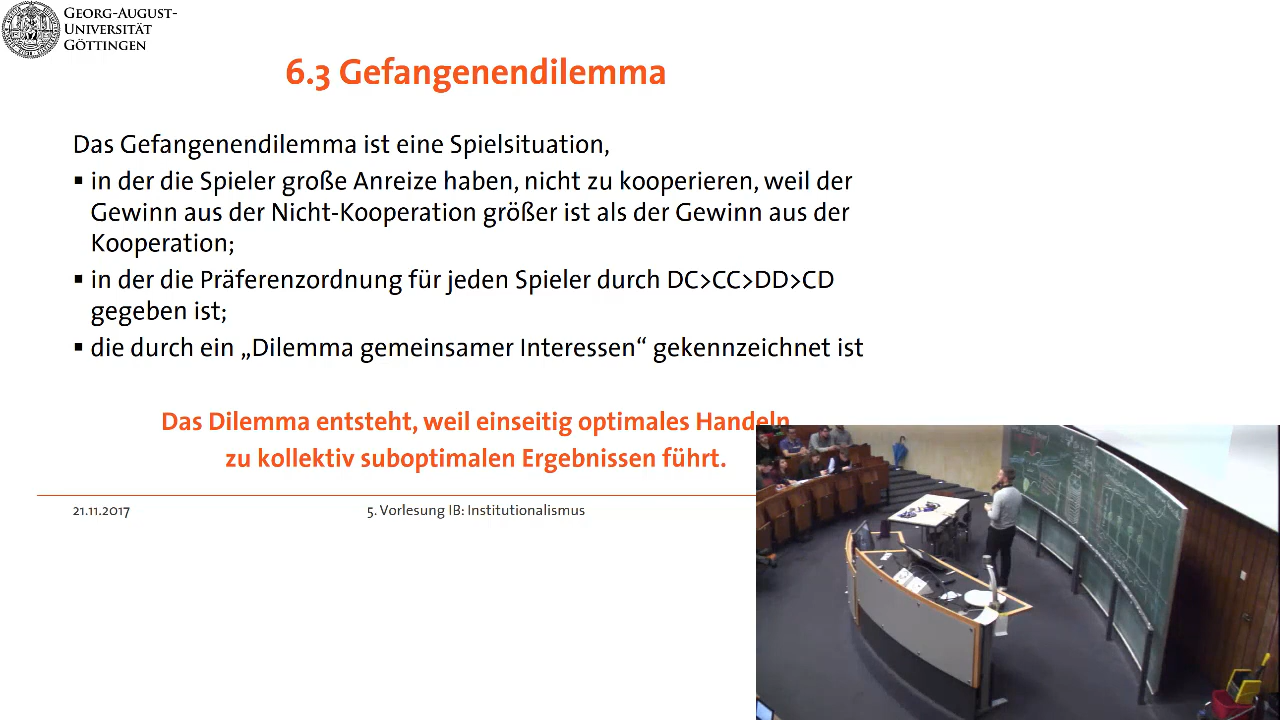 GEORG-AUGUST-
UNIVERSITÄT
GÖTTINGEN
6.3 Gefangenendilemma
Das Gefangenendilemma ist eine Spielsituation,
▪ in der die Spieler große Anreize haben, nicht zu kooperieren, weil der
Gewinn aus der Nicht-Kooperation größer ist als der Gewinn aus der
Kooperation;
▪ in der die Präferenzordnung für jeden Spieler durch DC>CC>DD>CD
gegeben ist;
▪ die durch ein „Dilemma gemeinsamer Interessen“ gekennzeichnet ist
Das Dilemma entsteht, weil einseitig optimales Handeln
zu kollektiv suboptimalen Ergebnissen führt.
21.11.2017
5. Vorlesung IB: Institutionalismus